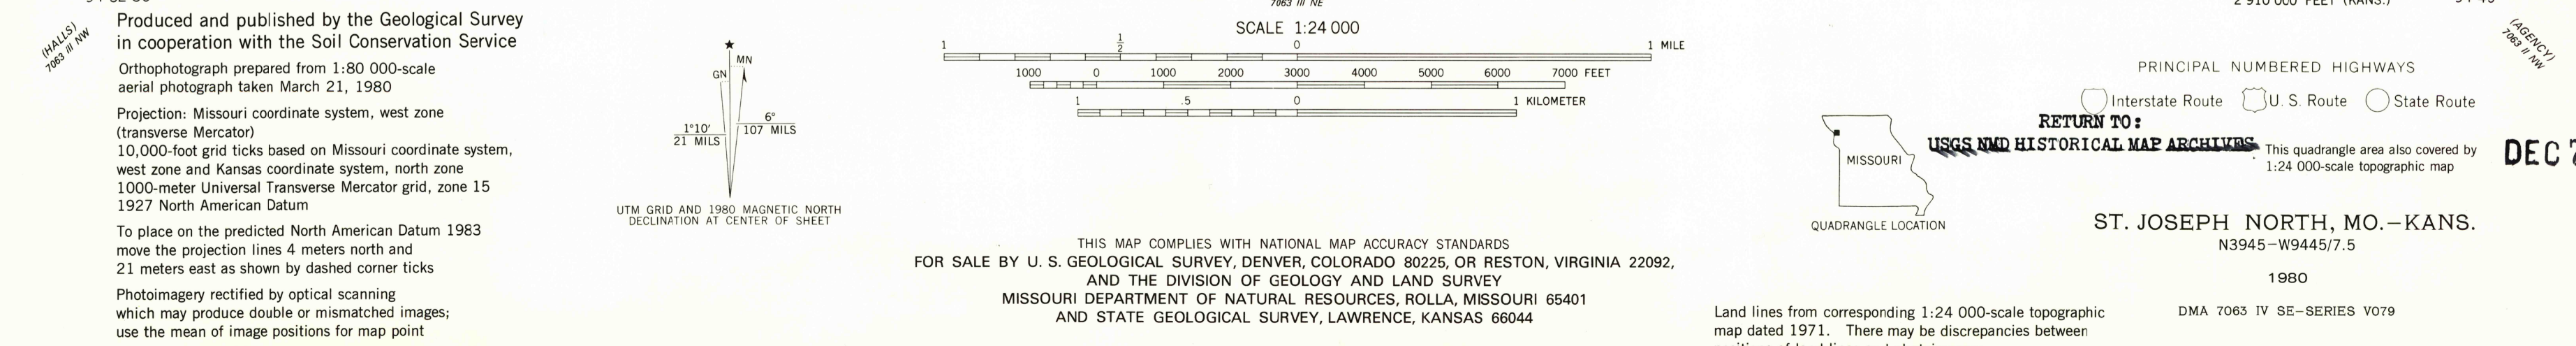 (HALLS)
7063 III NW
Produced and published by the Geological Survey
in cooperation with the Soil Conservation Service
Orthophotograph prepared from 1:80 000-scale
aerial photograph taken March 21, 1980
Projection: Missouri coordinate system, west zone
(transverse Mercator)
10,000-foot grid ticks based on Missouri coordinate system,
west zone and Kansas coordinate system, north zone
1000-meter Universal Transverse Mercator grid, zone 15
1927 North American Datum
To place on the predicted North American Datum 1983
move the projection lines 4 meters north and
21 meters east as shown by dashed corner ticks
Photoimagery rectified by optical scanning
which may produce double or mismatched images;
use the mean of image positions for map point
★
MN
GN
1°10′
21 MILS
6°
107 MILS
UTM GRID AND 1980 MAGNETIC NORTH
DECLINATION AT CENTER OF SHEET
7063 III NE
SCALE 1:24 000
1 1/2 0 1 MILE
1000 0 1000 2000 3000 4000 5000 6000 7000 FEET
1 .5 0 1 KILOMETER
THIS MAP COMPLIES WITH NATIONAL MAP ACCURACY STANDARDS
FOR SALE BY U. S. GEOLOGICAL SURVEY, DENVER, COLORADO 80225, OR RESTON, VIRGINIA 22092,
AND THE DIVISION OF GEOLOGY AND LAND SURVEY
MISSOURI DEPARTMENT OF NATURAL RESOURCES, ROLLA, MISSOURI 65401
AND STATE GEOLOGICAL SURVEY, LAWRENCE, KANSAS 66044
MISSOURI
QUADRANGLE LOCATION
2 910 000 FEET (KANS.)
(AGENCY)
7063 II NW
PRINCIPAL NUMBERED HIGHWAYS
Interstate Route U. S. Route State Route
RETURN TO:
USGS NMD HISTORICAL MAP ARCHIVES
This quadrangle area also covered by
1:24 000-scale topographic map
DEC
ST. JOSEPH NORTH, MO.–KANS.
N3945–W9445/7.5
1980
DMA 7063 IV SE–SERIES V079
Land lines from corresponding 1:24 000-scale topographic
map dated 1971. There may be discrepancies between